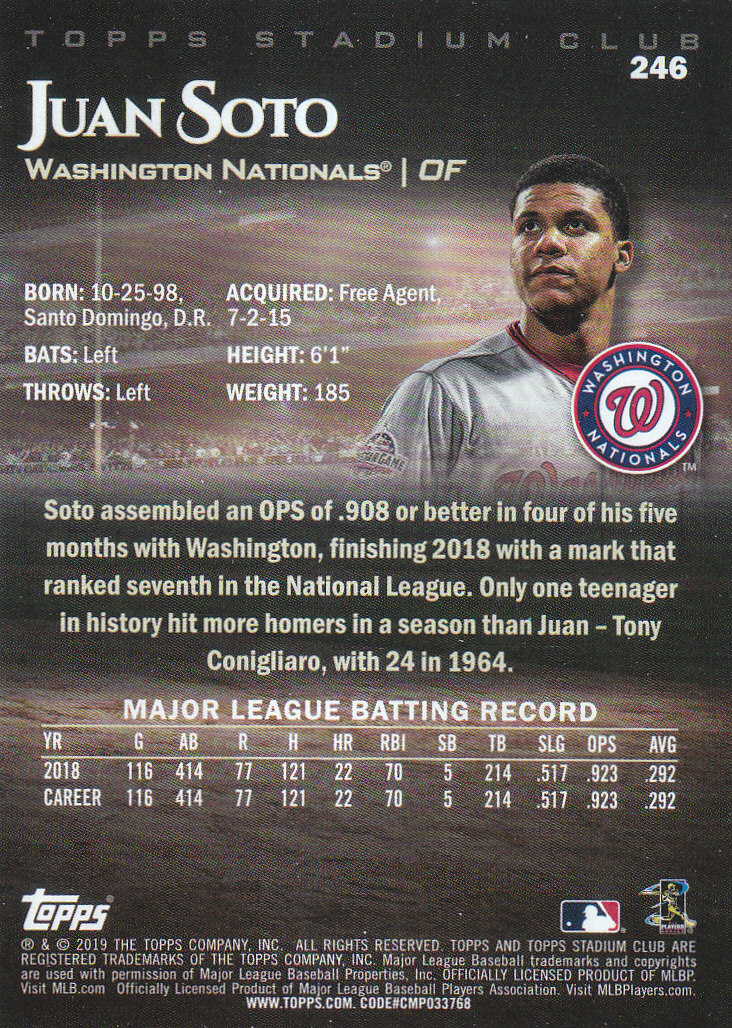 TOPPS STADIUM CLUB
246
JUAN SOTO
WASHINGTON NATIONALS® | OF
BORN: 10-25-98,
Santo Domingo, D.R.
ACQUIRED: Free Agent,
7-2-15
BATS: Left
HEIGHT: 6'1"
THROWS: Left
WEIGHT: 185
WASHINGTON
W
NATIONALS
TM
Soto assembled an OPS of .908 or better in four of his five
months with Washington, finishing 2018 with a mark that
ranked seventh in the National League. Only one teenager
in history hit more homers in a season than Juan – Tony
Conigliaro, with 24 in 1964.
MAJOR LEAGUE BATTING RECORD
YR G AB R H HR RBI SB TB SLG OPS AVG
2018 116 414 77 121 22 70 5 214 .517 .923 .292
CAREER 116 414 77 121 22 70 5 214 .517 .923 .292
topps®
® & © 2019 THE TOPPS COMPANY, INC. ALL RIGHTS RESERVED. TOPPS AND TOPPS STADIUM CLUB ARE
REGISTERED TRADEMARKS OF THE TOPPS COMPANY, INC. Major League Baseball trademarks and copyrights
are used with permission of Major League Baseball Properties, Inc. OFFICIALLY LICENSED PRODUCT OF MLBP.
Visit MLB.com Officially Licensed Product of Major League Baseball Players Association. Visit MLBPlayers.com.
WWW.TOPPS.COM. CODE#CMP033768